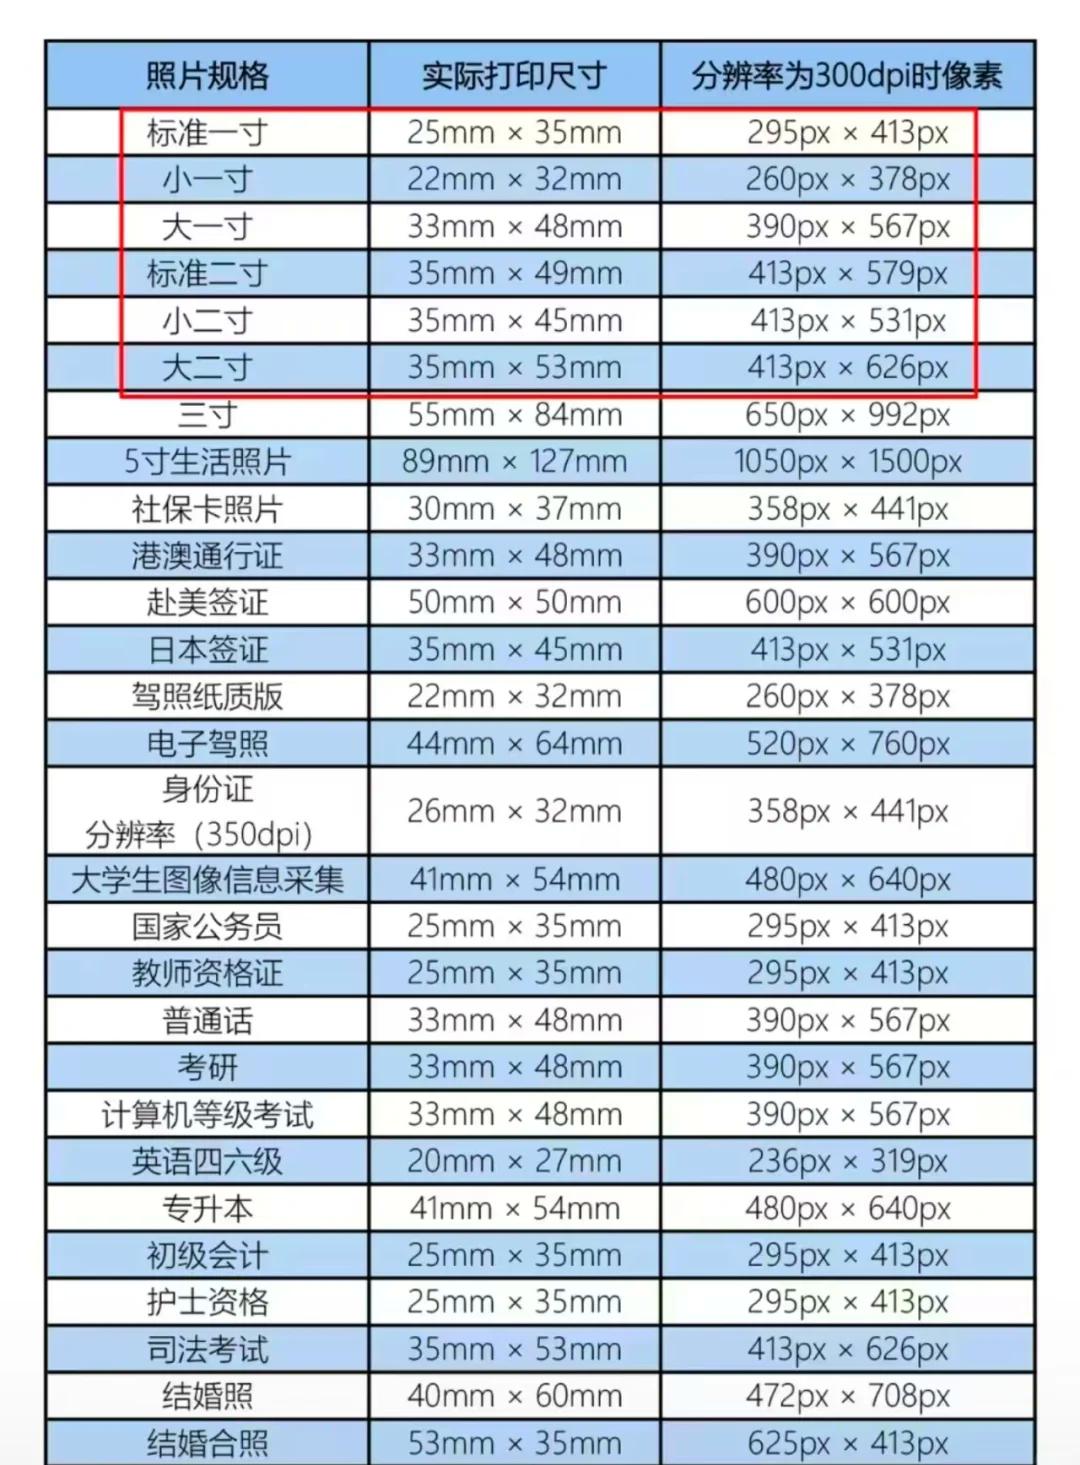 照片规格 实际打印尺寸 分辨率为300dpi时像素
标准一寸 25mm × 35mm 295px × 413px
小一寸 22mm × 32mm 260px × 378px
大一寸 33mm × 48mm 390px × 567px
标准二寸 35mm × 49mm 413px × 579px
小二寸 35mm × 45mm 413px × 531px
大二寸 35mm × 53mm 413px × 626px
三寸 55mm × 84mm 650px × 992px
5寸生活照片 89mm × 127mm 1050px × 1500px
社保卡照片 30mm × 37mm 358px × 441px
港澳通行证 33mm × 48mm 390px × 567px
赴美签证 50mm × 50mm 600px × 600px
日本签证 35mm × 45mm 413px × 531px
驾照纸质版 22mm × 32mm 260px × 378px
电子驾照 44mm × 64mm 520px × 760px
身份证
分辨率（350dpi） 26mm × 32mm 358px × 441px
大学生图像信息采集 41mm × 54mm 480px × 640px
国家公务员 25mm × 35mm 295px × 413px
教师资格证 25mm × 35mm 295px × 413px
普通话 33mm × 48mm 390px × 567px
考研 33mm × 48mm 390px × 567px
计算机等级考试 33mm × 48mm 390px × 567px
英语四六级 20mm × 27mm 236px × 319px
专升本 41mm × 54mm 480px × 640px
初级会计 25mm × 35mm 295px × 413px
护士资格 25mm × 35mm 295px × 413px
司法考试 35mm × 53mm 413px × 626px
结婚照 40mm × 60mm 472px × 708px
结婚合照 53mm × 35mm 625px × 413px